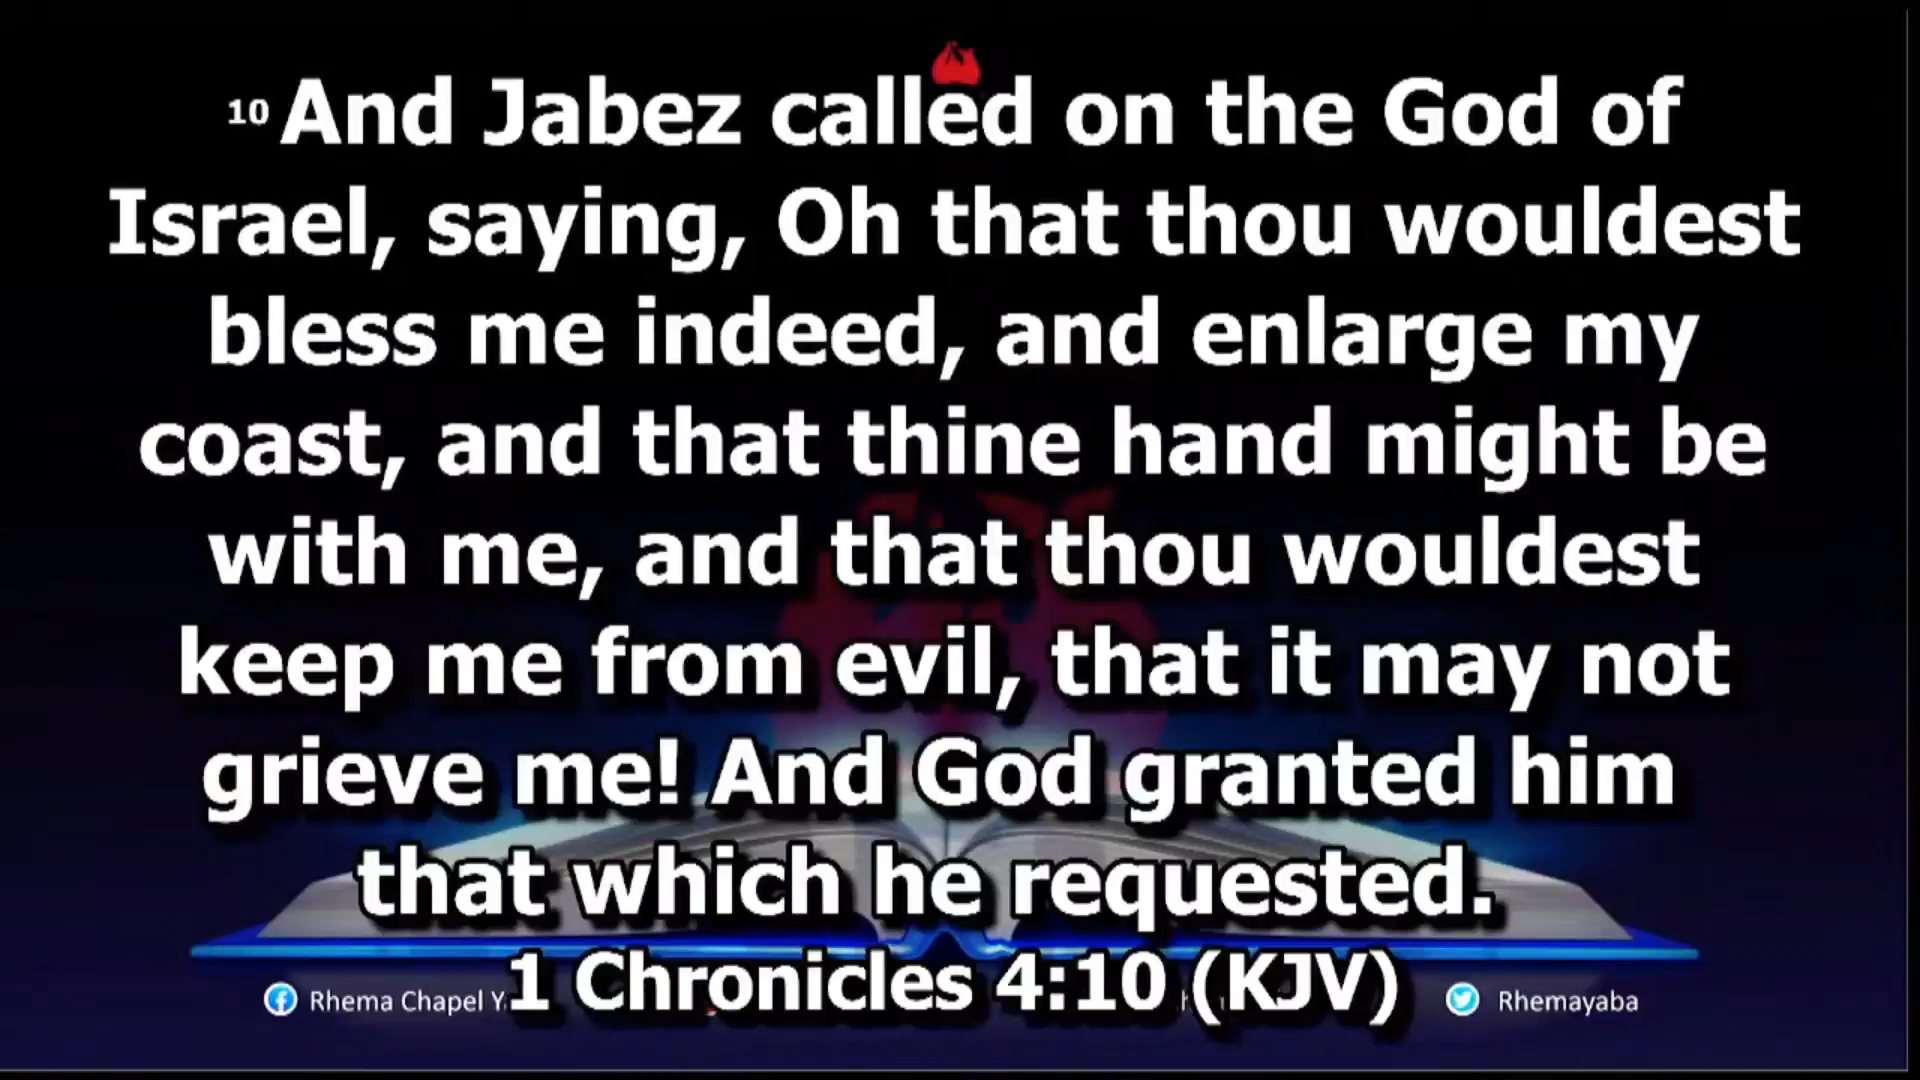 10 And Jabez called on the God of
Israel, saying, Oh that thou wouldest
bless me indeed, and enlarge my
coast, and that thine hand might be
with me, and that thou wouldest
keep me from evil, that it may not
grieve me! And God granted him
that which he requested.
1 Chronicles 4:10 (KJV)
Rhema Chapel Rhemayaba